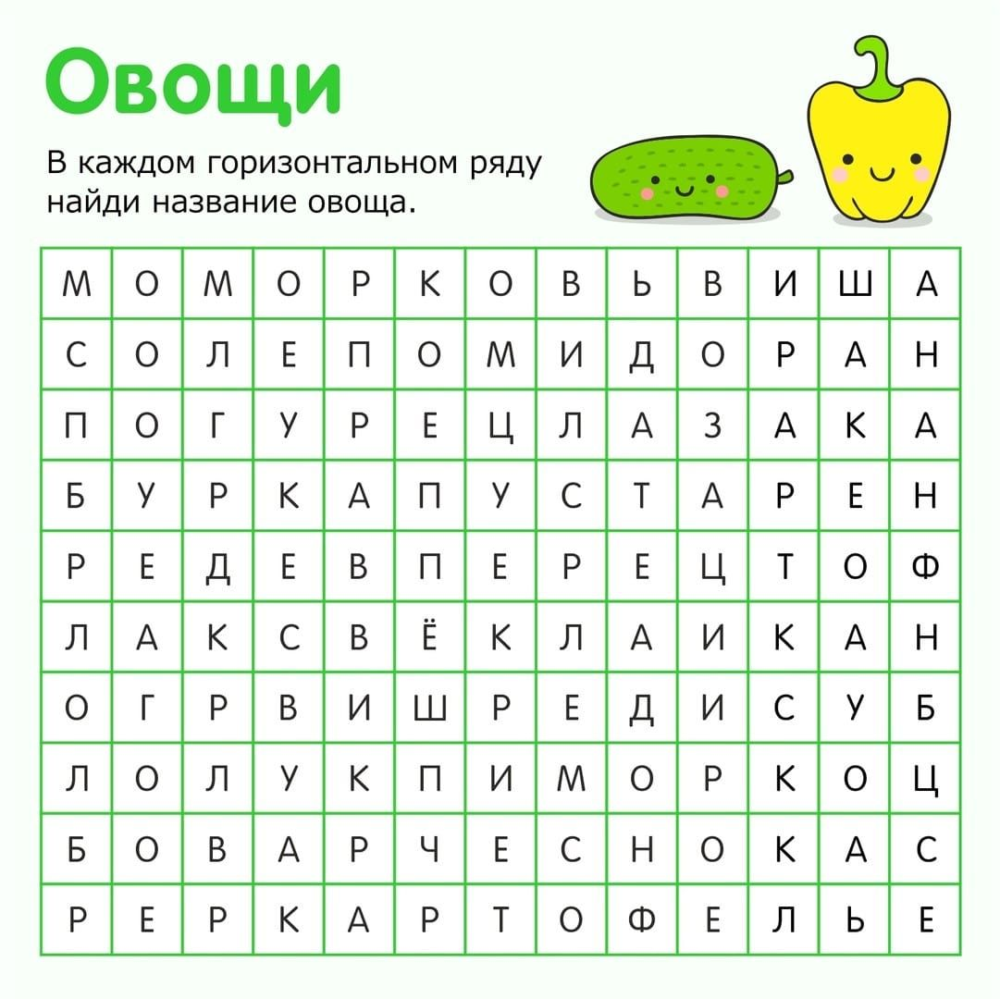 Овощи
В каждом горизонтальном ряду
найди название овоща.
М О М О Р К О В Ь В И Ш А
С О Л Е П О М И Д О Р А Н
П О Г У Р Е Ц Л А З А К А
Б У Р К А П У С Т А Р Е Н
Р Е Д Е В П Е Р Е Ц Т О Ф
Л А К С В Ё К Л А И К А Н
О Г Р В И Ш Р Е Д И С У Б
Л О Л У К П И М О Р К О Ц
Б О В А Р Ч Е С Н О К А С
Р Е Р К А Р Т О Ф Е Л Ь Е